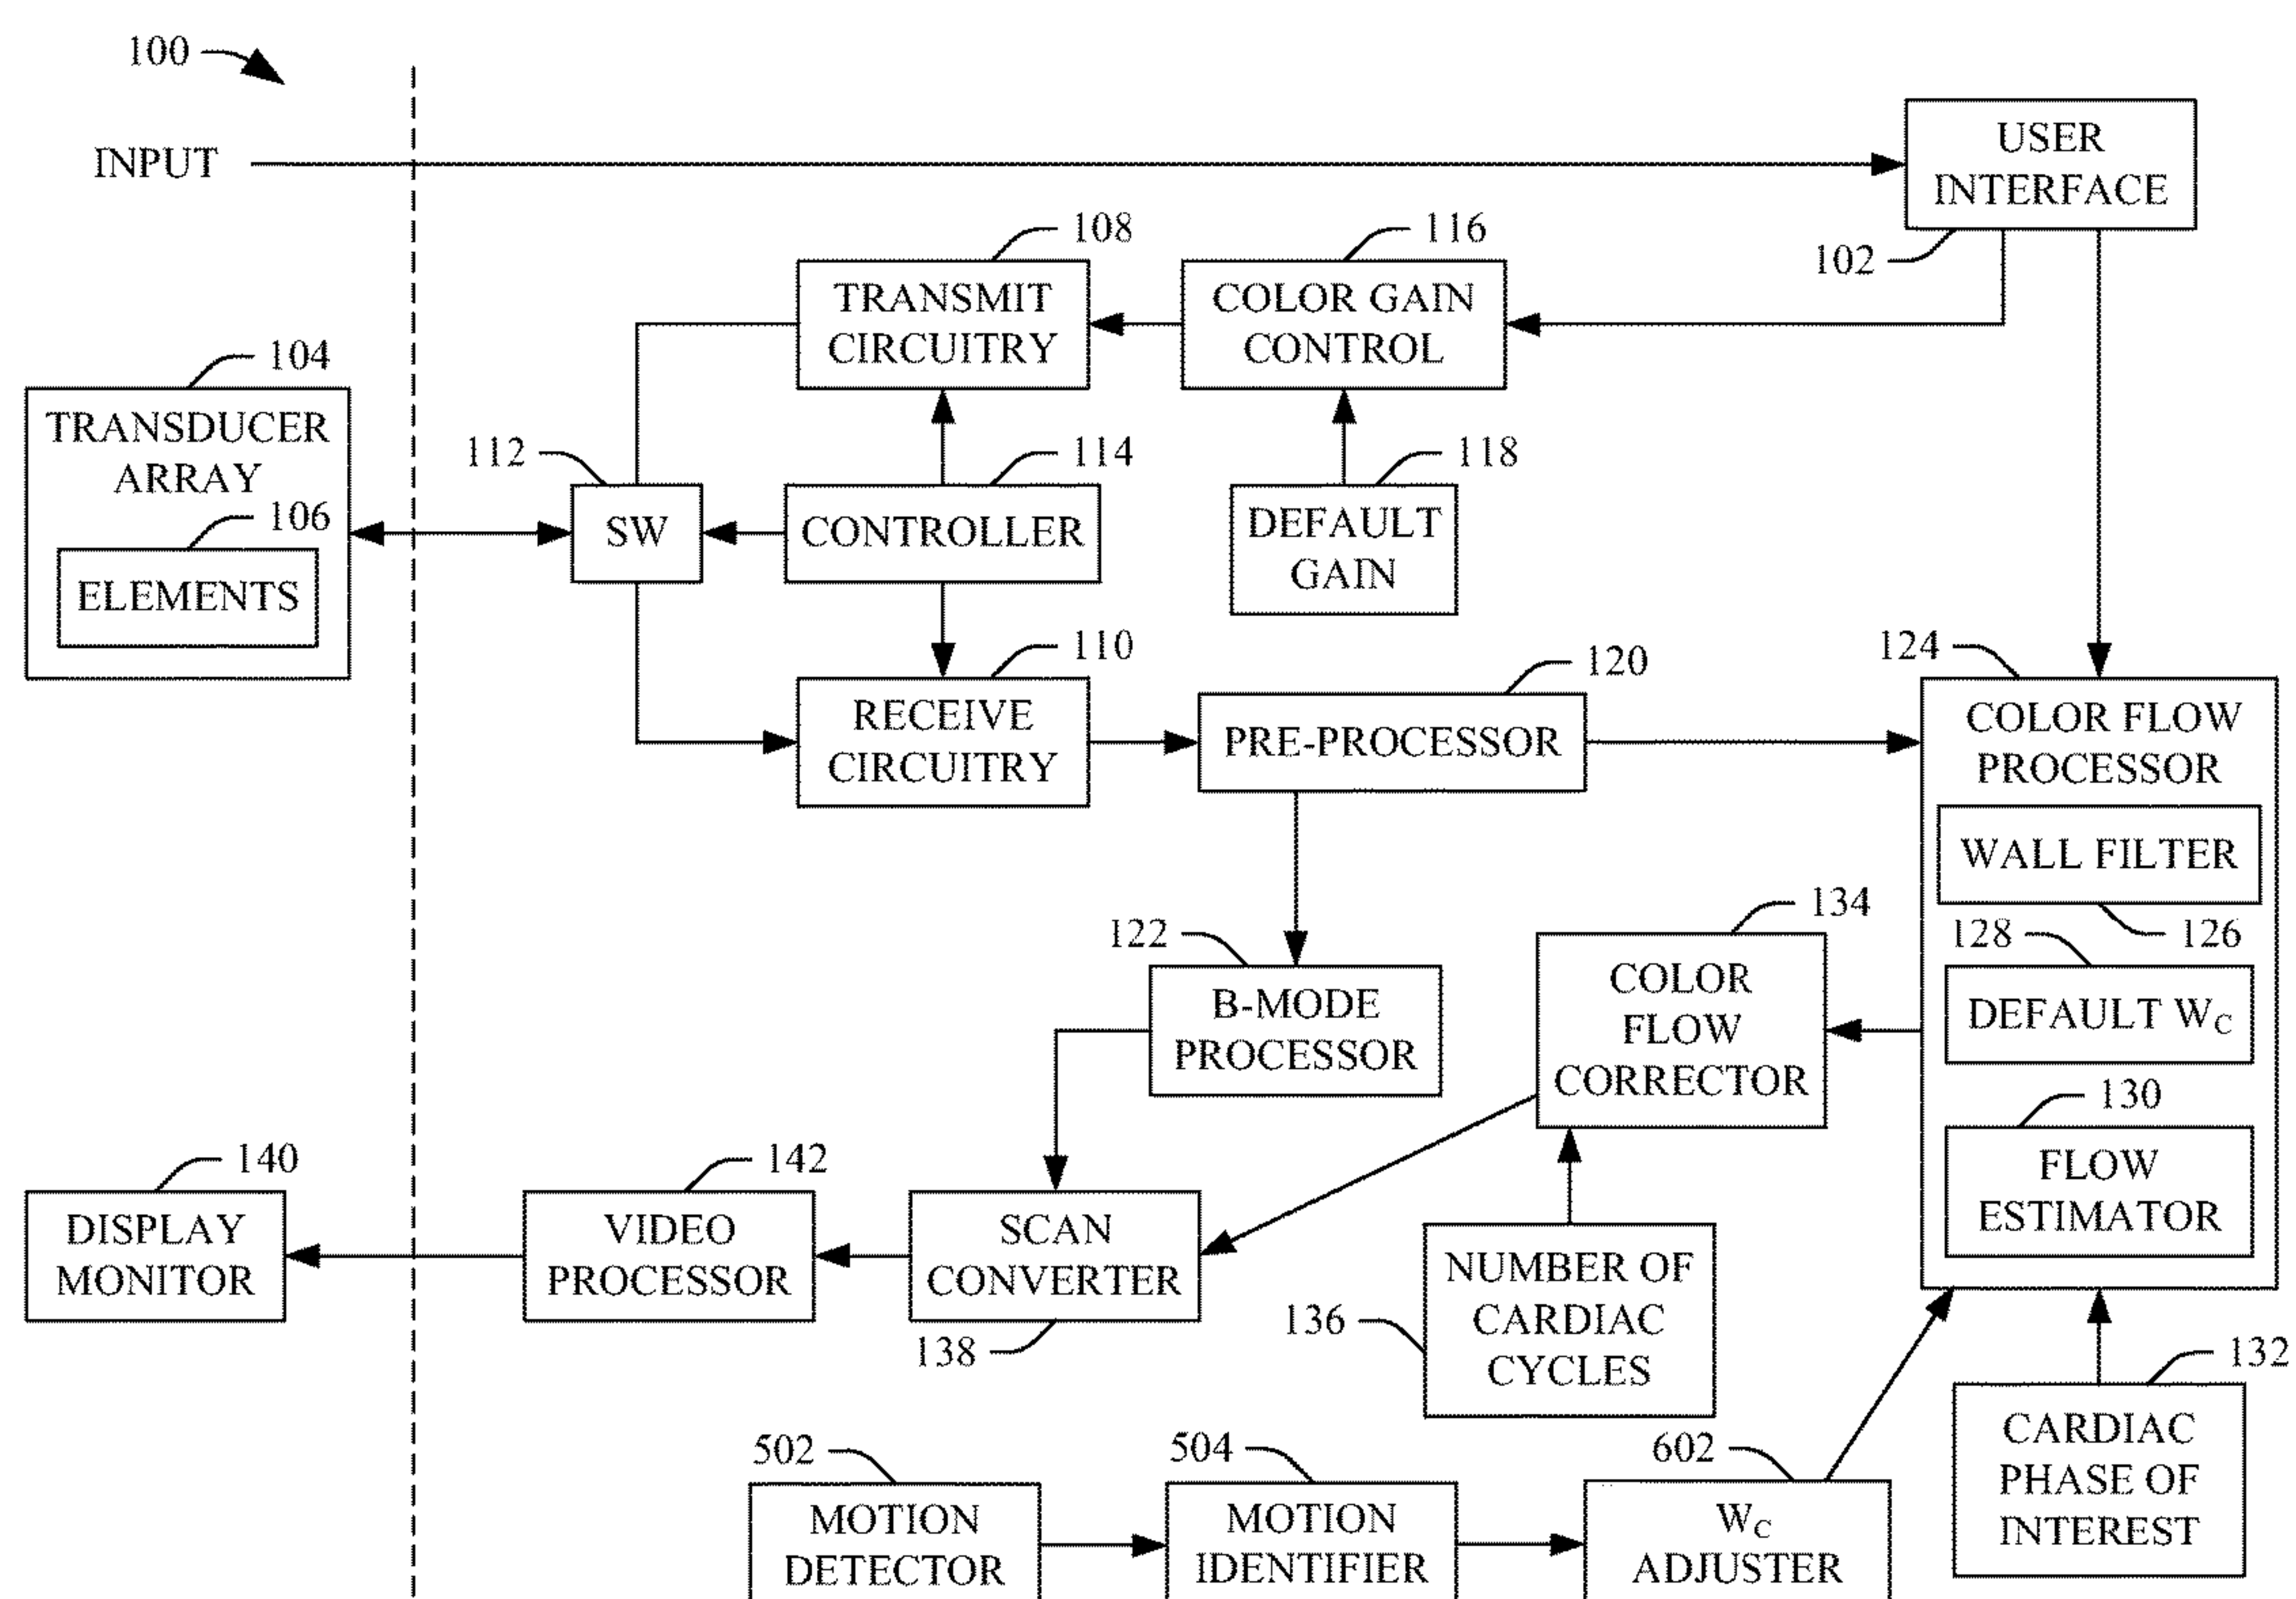 100
INPUT
USER
INTERFACE
102
108
TRANSMIT
CIRCUITRY
116
COLOR GAIN
CONTROL
104
TRANSDUCER
ARRAY
106
ELEMENTS
112
SW
114
CONTROLLER
118
DEFAULT
GAIN
110
RECEIVE
CIRCUITRY
120
PRE-PROCESSOR
124
COLOR FLOW
PROCESSOR
WALL FILTER
126
128
DEFAULT WC
130
FLOW
ESTIMATOR
122
B-MODE
PROCESSOR
134
COLOR
FLOW
CORRECTOR
140
DISPLAY
MONITOR
142
VIDEO
PROCESSOR
SCAN
CONVERTER
138
NUMBER OF
CARDIAC
CYCLES
136
132
CARDIAC
PHASE OF
INTEREST
502
MOTION
DETECTOR
504
MOTION
IDENTIFIER
602
WC
ADJUSTER